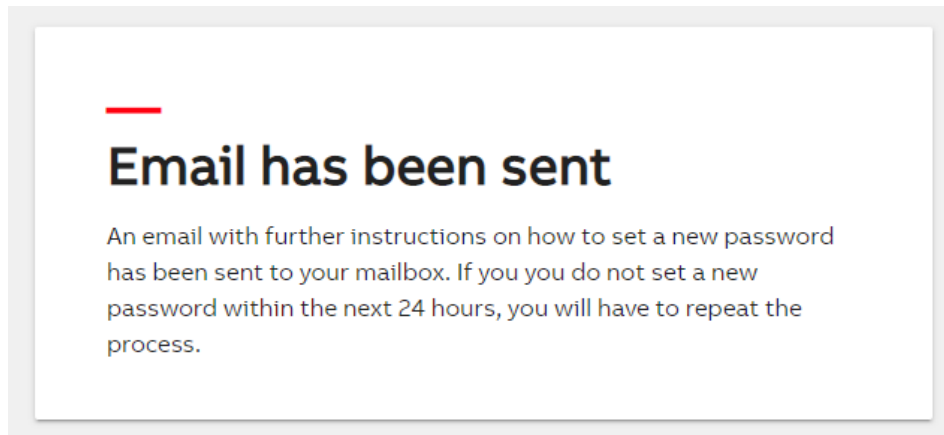 Email has been sent
An email with further instructions on how to set a new password
has been sent to your mailbox. If you you do not set a new
password within the next 24 hours, you will have to repeat the
process.